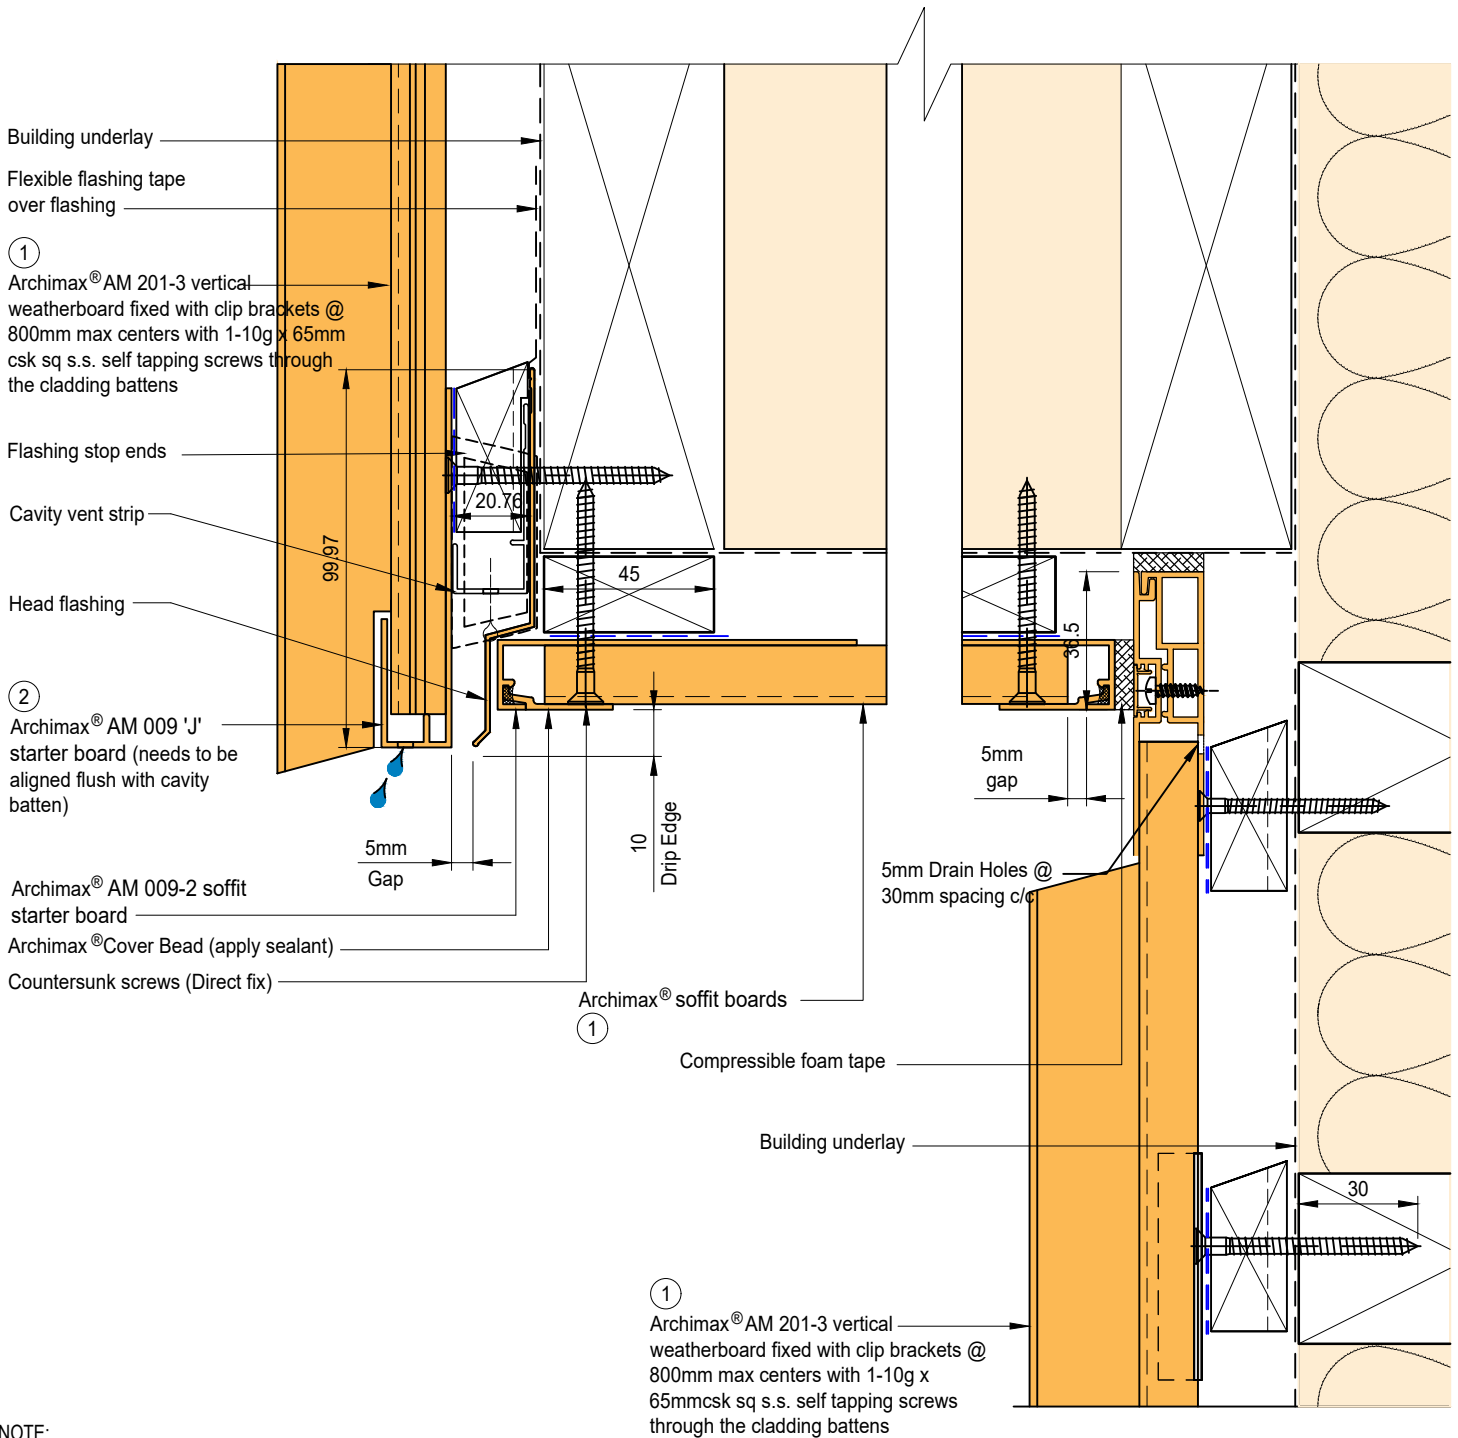 Building underlay
Flexible flashing tape
over flashing
1
Archimax® AM 201-3 vertical
weatherboard fixed with clip brackets @
800mm max centers with 1-10g x 65mm
csk sq s.s. self tapping screws through
the cladding battens
Flashing stop ends
20.76
Cavity vent strip
99.97
45
Head flashing
36.5
2
Archimax® AM 009 'J'
starter board (needs to be
aligned flush with cavity
batten)
5mm
gap
5mm
Gap
10
Drip Edge
5mm Drain Holes @
30mm spacing c/c
Archimax® AM 009-2 soffit
starter board
Archimax® Cover Bead (apply sealant)
Countersunk screws (Direct fix)
Archimax® soffit boards
1
Compressible foam tape
Building underlay
30
1
Archimax® AM 201-3 vertical
weatherboard fixed with clip brackets @
800mm max centers with 1-10g x
65mmcsk sq s.s. self tapping screws
through the cladding battens
NOTE: